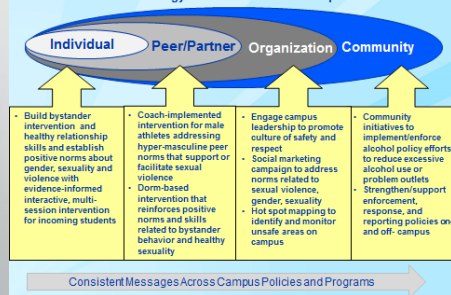 Individual
Peer/Partner
Organization
Community
• Build bystander
intervention and
healthy relationship
skills and establish
positive norms about
gender, sexuality and
violence with
evidence-informed
interactive, multi-
session intervention
for incoming students
• Coach-implemented
intervention for male
athletes addressing
hyper-masculine peer
norms that support or
facilitate sexual
violence
• Dorm-based
intervention that
reinforces positive
norms and skills
related to bystander
behavior and healthy
sexuality
• Engage campus
leadership to promote
culture of safety and
respect
• Social marketing
campaign to address
norms related to
sexual violence,
gender, sexuality
• Hot spot mapping to
identify and monitor
unsafe areas on
campus
• Community
initiatives to
implement/enforce
alcohol policy efforts
to reduce excessive
alcohol use or
problem outlets
• Strengthen/support
enforcement,
response, and
reporting policies on
and off- campus
Consistent Messages Across Campus Policies and Programs